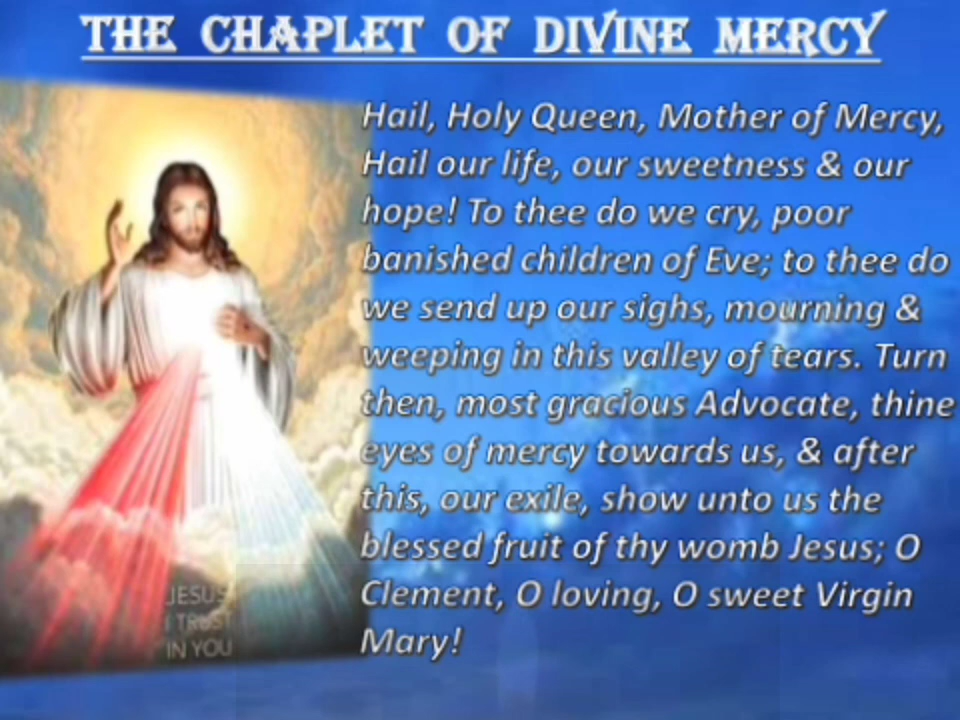 THE CHAPLET OF DIVINE MERCY
Hail, Holy Queen, Mother of Mercy,
Hail our life, our sweetness & our
hope! To thee do we cry, poor
banished children of Eve; to thee do
we send up our sighs, mourning &
weeping in this valley of tears. Turn
then, most gracious Advocate, thine
eyes of mercy towards us, & after
this, our exile, show unto us the
blessed fruit of thy womb Jesus; O
Clement, O loving, O sweet Virgin
Mary!
JESUS
I TRUST
IN YOU